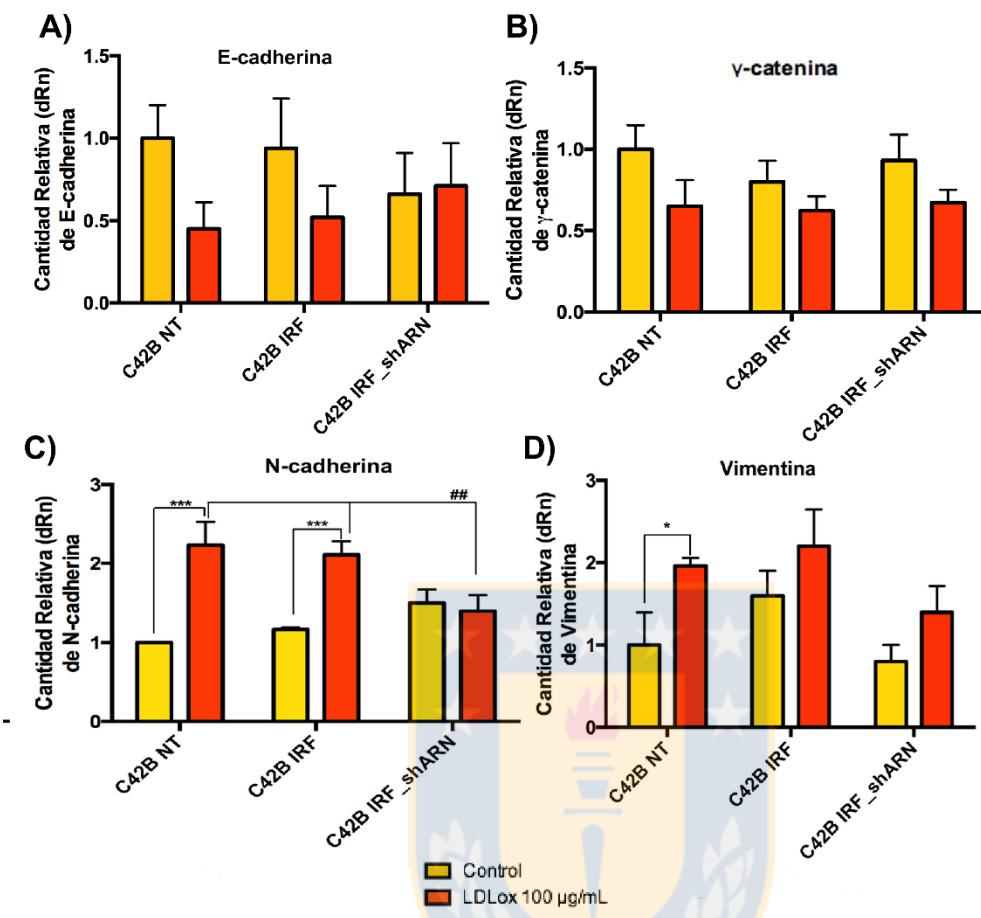 A)
E-cadherina
Cantidad Relativa (dRn)
de E-cadherina
1.5
1.0
0.5
0.0
C42B NT
C42B IRF
C42B IRF_shARN
B)
γ-catenina
Cantidad Relativa (dRn)
de γ-catenina
1.5
1.0
0.5
0.0
C42B NT
C42B IRF
C42B IRF_shARN
C)
N-cadherina
Cantidad Relativa (dRn)
de N-cadherina
3
2
1
0
***
***
##
C42B NT
C42B IRF
C42B IRF_shARN
D)
Vimentina
Cantidad Relativa (dRn)
de Vimentina
3
2
1
0
*
C42B NT
C42B IRF
C42B IRF_shARN
Control
LDLox 100 µg/mL